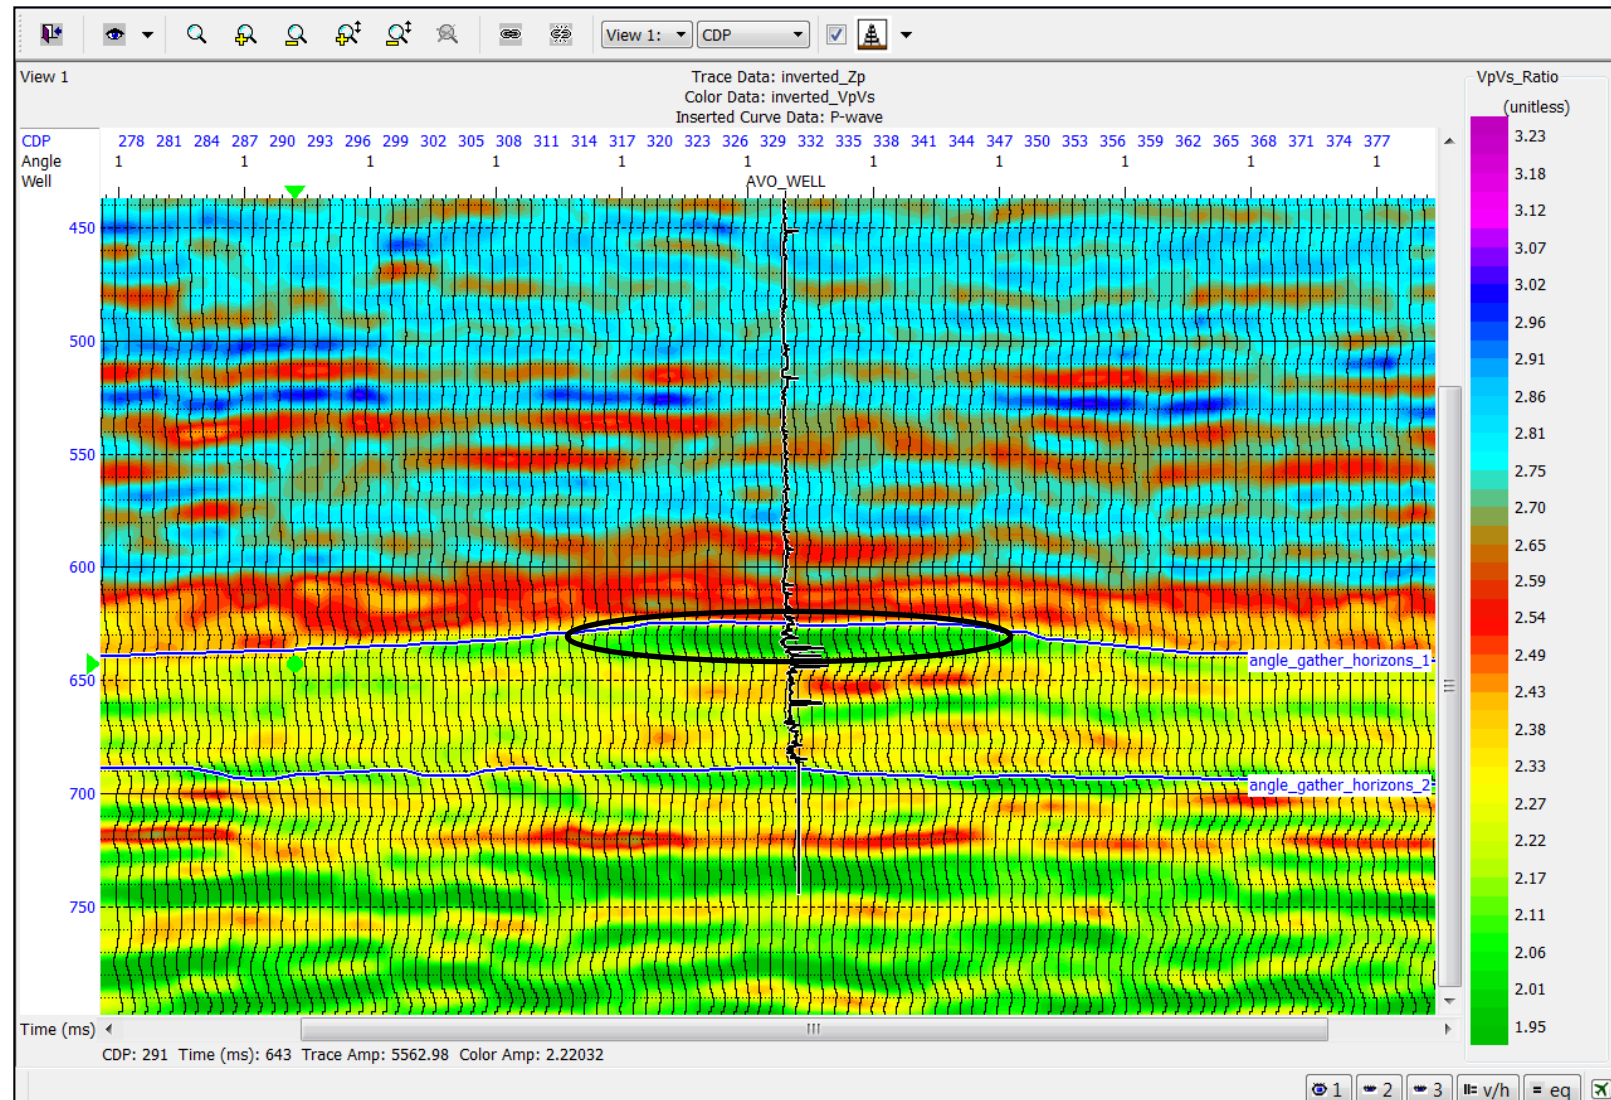 View 1: CDP
View 1
Trace Data: inverted_Zp
Color Data: inverted_VpVs
Inserted Curve Data: P-wave
VpVs_Ratio
(unitless)
CDP 278 281 284 287 290 293 296 299 302 305 308 311 314 317 320 323 326 329 332 335 338 341 344 347 350 353 356 359 362 365 368 371 374 377
Angle 1 1 1 1 1 1 1 1 1 1 1
Well AVO_WELL
450
500
550
600
650
700
750
angle_gather_horizons_1
angle_gather_horizons_2
3.23
3.18
3.12
3.07
3.02
2.96
2.91
2.86
2.81
2.75
2.70
2.65
2.59
2.54
2.49
2.43
2.38
2.33
2.27
2.22
2.17
2.11
2.06
2.01
1.95
Time (ms)
CDP: 291 Time (ms): 643 Trace Amp: 5562.98 Color Amp: 2.22032
1 2 3 v/h = eq